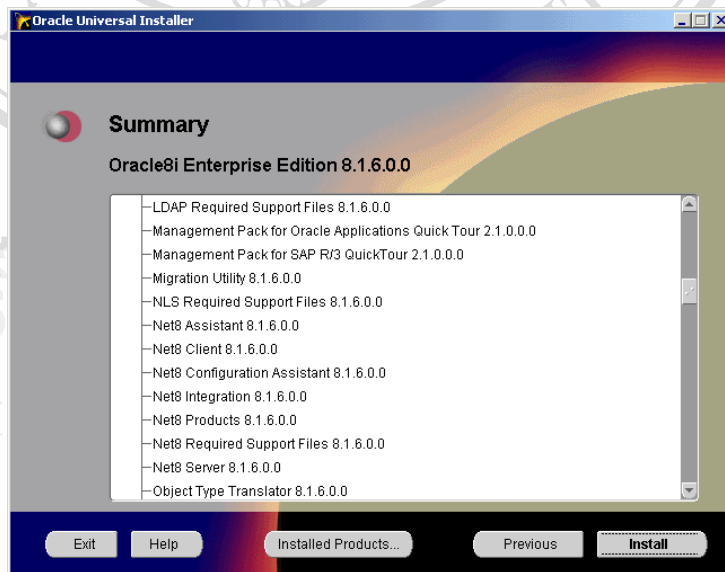 Oracle Universal Installer
Summary
Oracle8i Enterprise Edition 8.1.6.0.0
LDAP Required Support Files 8.1.6.0.0
Management Pack for Oracle Applications Quick Tour 2.1.0.0.0
Management Pack for SAP R/3 QuickTour 2.1.0.0.0
Migration Utility 8.1.6.0.0
NLS Required Support Files 8.1.6.0.0
Net8 Assistant 8.1.6.0.0
Net8 Client 8.1.6.0.0
Net8 Configuration Assistant 8.1.6.0.0
Net8 Integration 8.1.6.0.0
Net8 Products 8.1.6.0.0
Net8 Required Support Files 8.1.6.0.0
Net8 Server 8.1.6.0.0
Object Type Translator 8.1.6.0.0
Exit Help Installed Products... Previous Install